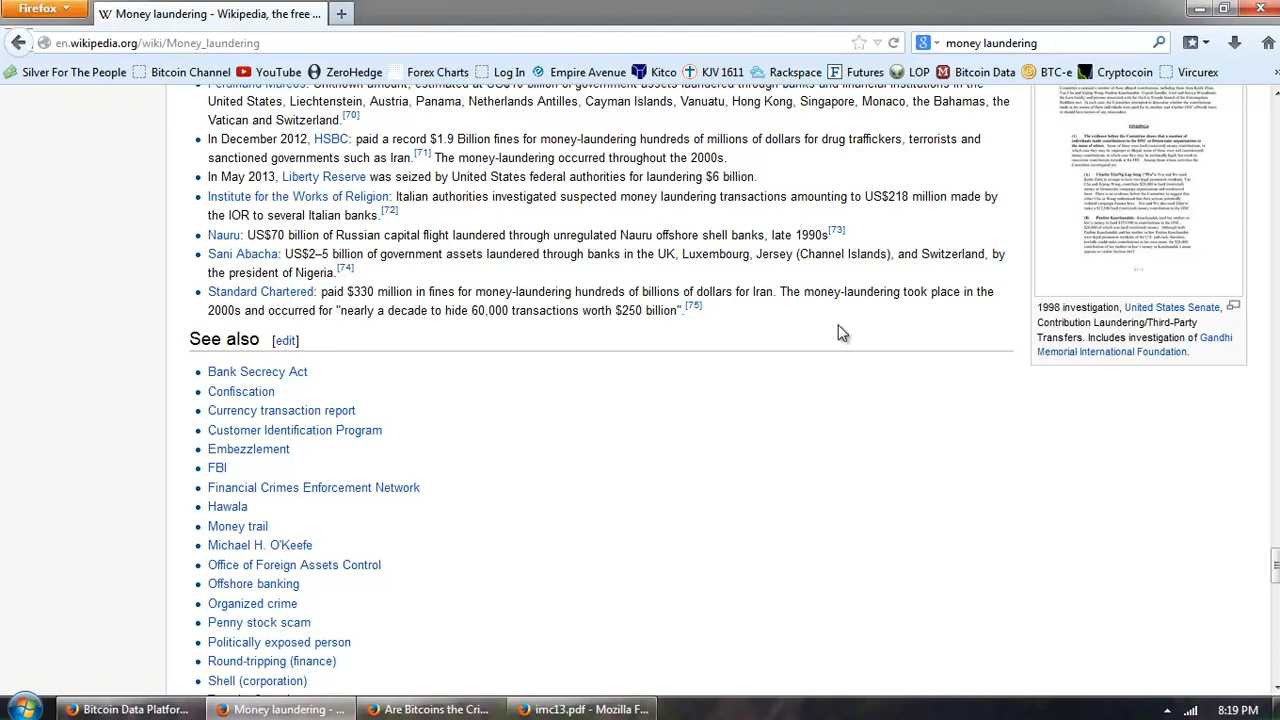 Firefox
Money laundering - Wikipedia, the free ...
en.wikipedia.org/wiki/Money_laundering
money laundering
Silver For The People
Bitcoin Channel
YouTube
ZeroHedge
Forex Charts
Log In
Empire Avenue
Kitco
KJV 1611
Rackspace
Futures
LOP
Bitcoin Data
BTC-e
Cryptocoin
Vircurex
United States, Liechtenstein, Austria, Panama, Netherlands Antilles, Cayman Islands, Vanuatu, Hong Kong, Singapore, Monaco, the Bahamas, the
Vatican and Switzerland.[70]
In December 2012, HSBC: paid a record $1.9 Billion fines for money-laundering hundreds of millions of dollars for drug traffickers, terrorists and
sanctioned governments such as Iran. The money-laundering occurred throughout the 2000s.
In May 2013, Liberty Reserve was seized by United States federal authorities for laundering $6 billion.
Institute for the Works of Religion: Italian authorities investigated suspected money laundering transactions amounting to US$218 million made by
the IOR to several Italian banks.[72]
Nauru: US$70 billion of Russian capital flight laundered through unregulated Nauru offshore shell banks, late 1990s[73]
Sani Abacha: US$2–5 billion of government assets laundered through banks in the UK, Luxembourg, Jersey (Channel Islands), and Switzerland, by
the president of Nigeria.[74]
Standard Chartered: paid $330 million in fines for money-laundering hundreds of billions of dollars for Iran. The money-laundering took place in the
2000s and occurred for "nearly a decade to hide 60,000 transactions worth $250 billion".[75]
FINDINGS
1998 investigation, United States Senate,
Contribution Laundering/Third-Party
Transfers. Includes investigation of Gandhi
Memorial International Foundation.
See also [edit]
Bank Secrecy Act
Confiscation
Currency transaction report
Customer Identification Program
Embezzlement
FBI
Financial Crimes Enforcement Network
Hawala
Money trail
Michael H. O'Keefe
Office of Foreign Assets Control
Offshore banking
Organized crime
Penny stock scam
Politically exposed person
Round-tripping (finance)
Shell (corporation)
Bitcoin Data Platfor...
Money laundering - ...
Are Bitcoins the Cri...
imc13.pdf - Mozilla F...
8:19 PM